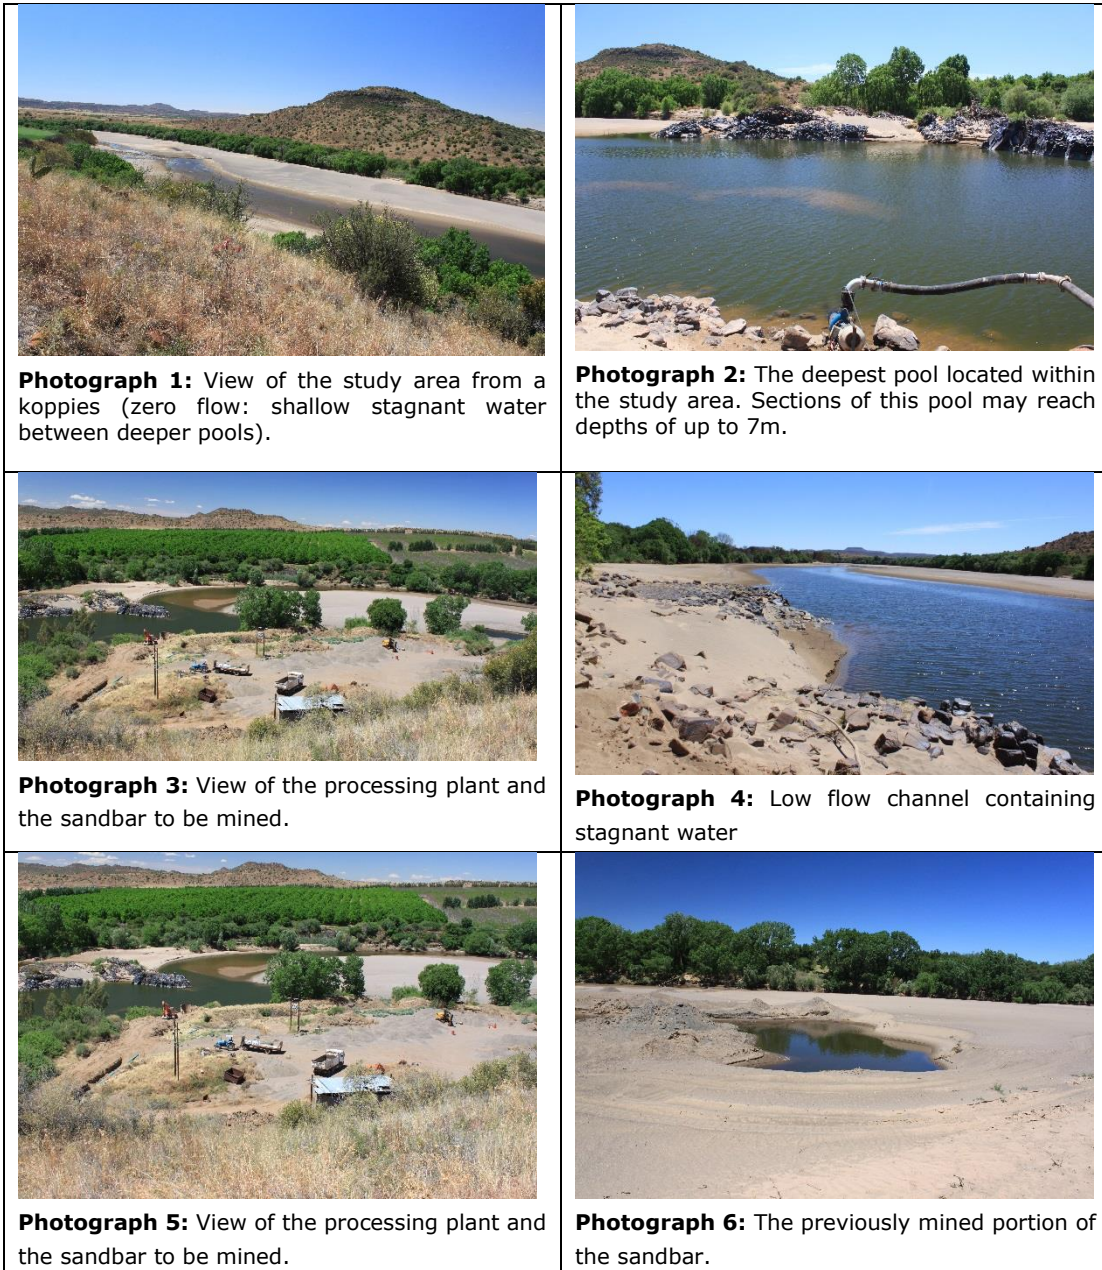 Photograph 1: View of the study area from a
koppies (zero flow: shallow stagnant water
between deeper pools).
Photograph 2: The deepest pool located within
the study area. Sections of this pool may reach
depths of up to 7m.
Photograph 3: View of the processing plant and
the sandbar to be mined.
Photograph 4: Low flow channel containing
stagnant water
Photograph 5: View of the processing plant and
the sandbar to be mined.
Photograph 6: The previously mined portion of
the sandbar.